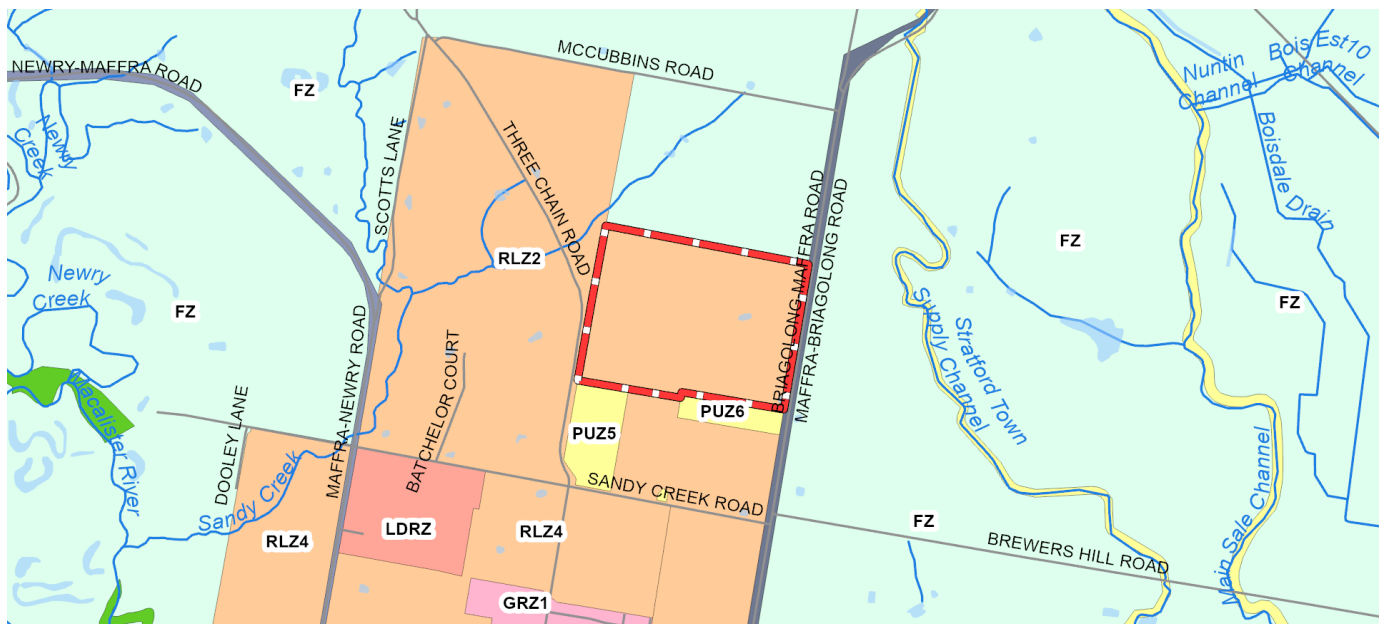 MCCUBBINS ROAD
NEWRY-MAFFRA ROAD
FZ
Nuntin
Channel
Bois Est10
Channel
Newry
Creek
SCOTTS LANE
THREE CHAIN ROAD
Boisdale Drain
BRIAGOLONG-MAFFRA ROAD
MAFFRA-BRIAGOLONG ROAD
FZ
RLZ2
Newry
Creek
FZ
FZ
Stratford Town
Supply Channel
MAFFRA-NEWRY ROAD
BATCHELOR COURT
Macalister River
DOOLEY LANE
PUZ6
PUZ5
SANDY CREEK ROAD
Sandy Creek
Main Sale Channel
LDRZ
RLZ4
RLZ4
FZ
BREWERS HILL ROAD
GRZ1